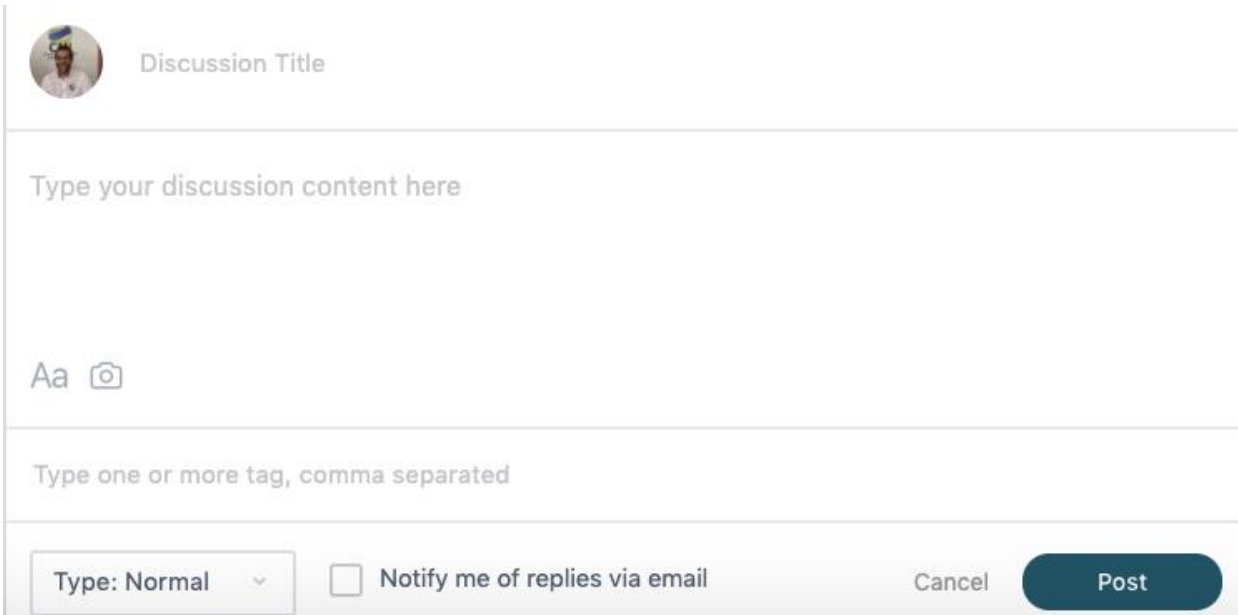 CAN
Discussion Title
Type your discussion content here
Aa
Type one or more tag, comma separated
Type: Normal
Notify me of replies via email
Cancel
Post